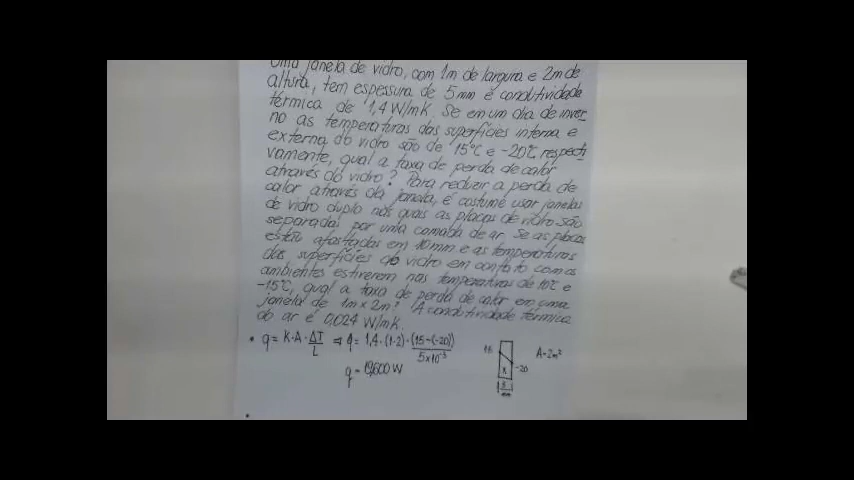 Uma janela de vidro, com 1m de largura e 2m de
altura, tem espessura de 5mm e condutividade
térmica de 1,4 W/mK. Se em um dia de inver-
no as temperaturas das superfícies interna e
externa do vidro são de 15°C e -20°C respecti-
vamente, qual a taxa de perda de calor
através do vidro? Para reduzir a perda de
calor através da janela, é costume usar janelas
de vidro duplo nas quais as placas de vidro são
separadas por uma camada de ar. Se as placas
estão afastadas em 10mm e as temperaturas
das superfícies do vidro em contato com os
ambientes estiverem nas temperaturas de 10°C e
-15°C, qual a taxa de perda de calor em uma
janela de 1m x 2m? (A condutividade térmica
do ar é 0,024 W/mK.
• q = K·A·ΔT/L ⇒ q = 1,4·(1·2)·(15-(-20))/5x10⁻³
q = 19,600 W
15
-20
A=2m²
x
5
mm